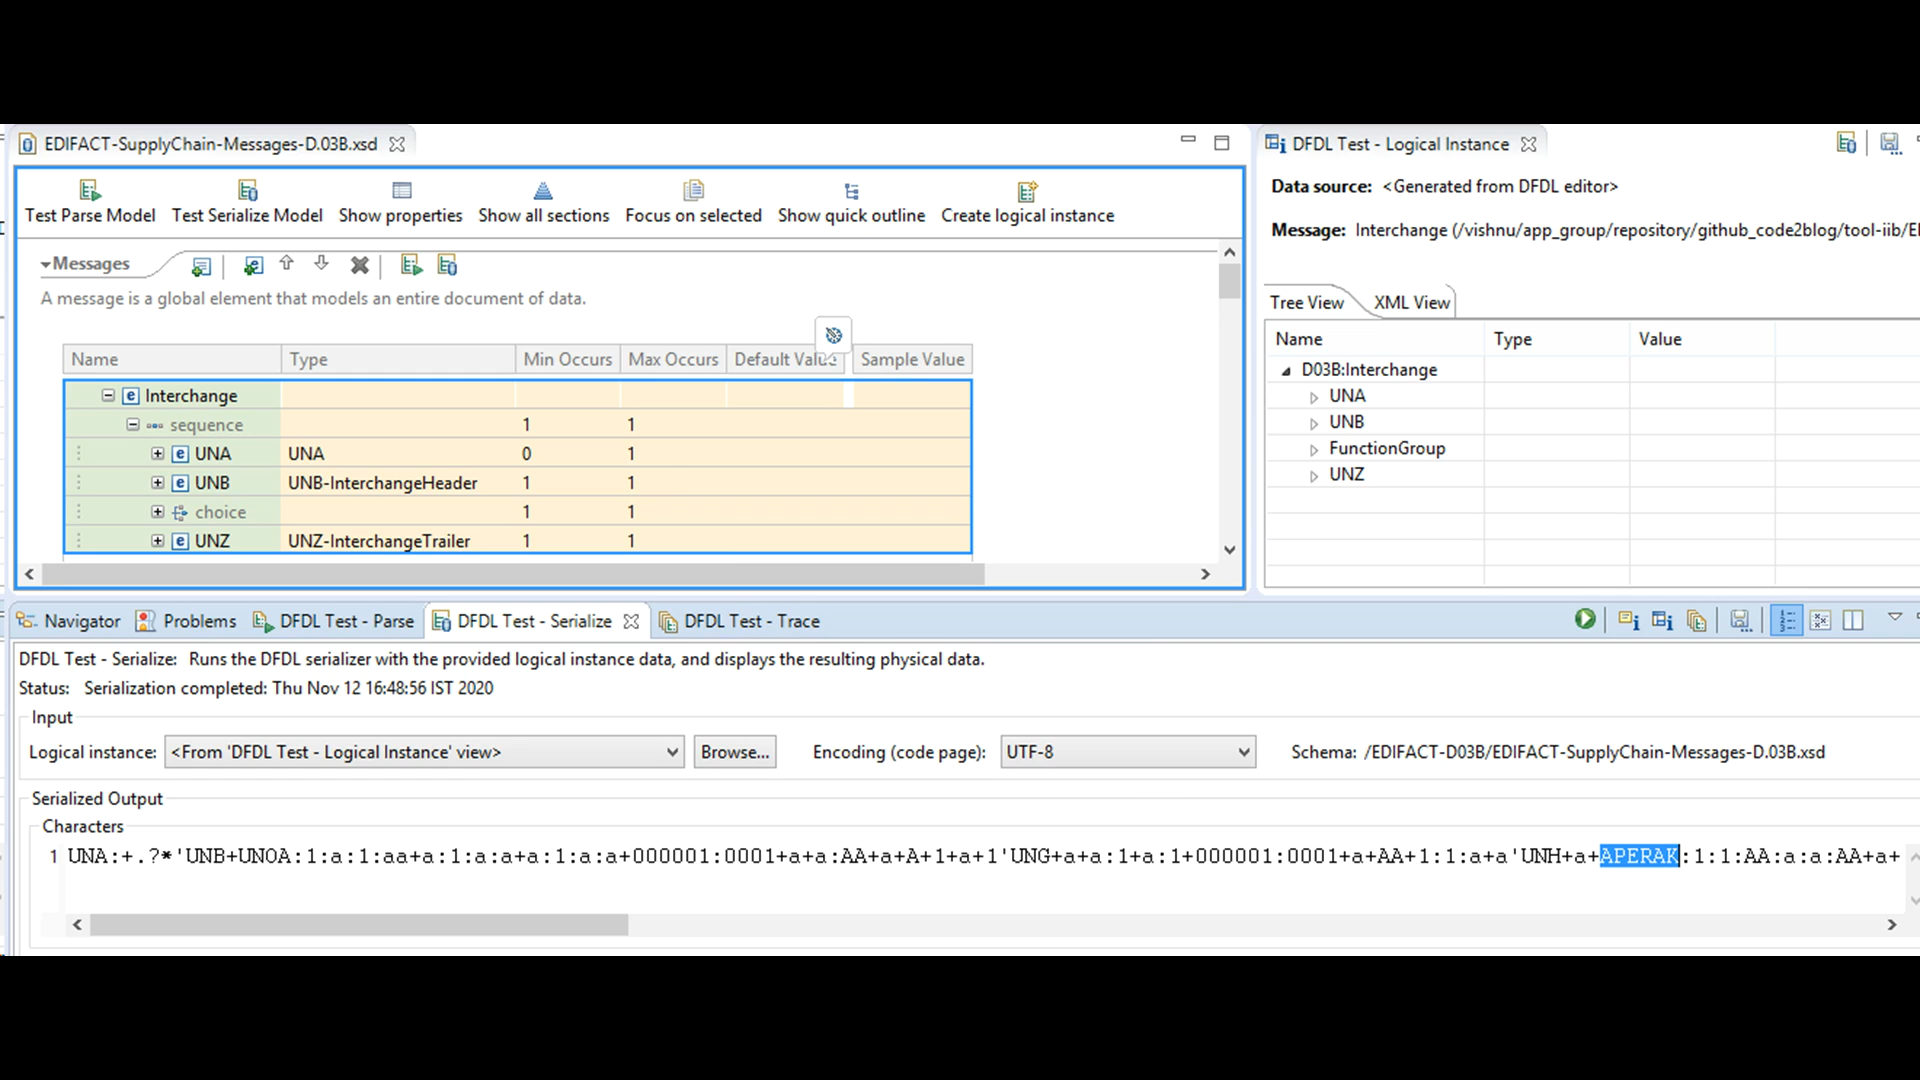 EDIFACT-SupplyChain-Messages-D.03B.xsd
Test Parse Model Test Serialize Model Show properties Show all sections Focus on selected Show quick outline Create logical instance
Messages
A message is a global element that models an entire document of data.
Name Type Min Occurs Max Occurs Default Value Sample Value
Interchange
sequence 1 1
UNA UNA 0 1
UNB UNB-InterchangeHeader 1 1
choice 1 1
UNZ UNZ-InterchangeTrailer 1 1
DFDL Test - Logical Instance
Data source: <Generated from DFDL editor>
Message: Interchange (/vishnu/app_group/repository/github_code2blog/tool-iib/EI
Tree View XML View
Name Type Value
D03B:Interchange
UNA
UNB
FunctionGroup
UNZ
Navigator Problems DFDL Test - Parse DFDL Test - Serialize DFDL Test - Trace
DFDL Test - Serialize: Runs the DFDL serializer with the provided logical instance data, and displays the resulting physical data.
Status: Serialization completed: Thu Nov 12 16:48:56 IST 2020
Input
Logical instance: <From 'DFDL Test - Logical Instance' view> Browse... Encoding (code page): UTF-8 Schema: /EDIFACT-D03B/EDIFACT-SupplyChain-Messages-D.03B.xsd
Serialized Output
Characters
1 UNA:+.?*'UNB+UNOA:1:a:1:aa+a:1:a:a+a:1:a:a+000001:0001+a+a:AA+a+A+1+a+1'UNG+a+a:1+a:1+000001:0001+a+AA+1:1:a+a'UNH+a+APERAK:1:1:AA:a:a:AA+a+